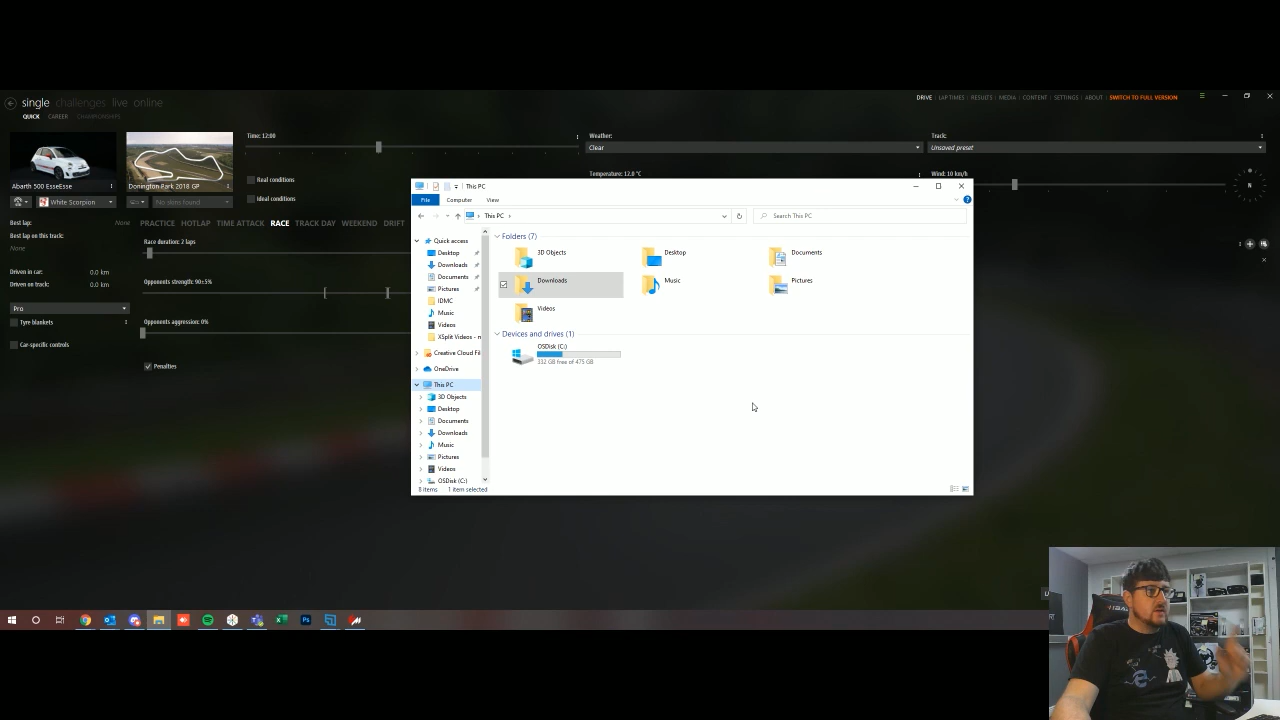 single challenges live online
DRIVE LAP TIMES RESULTS MEDIA CONTENT SETTINGS ABOUT SWITCH TO FULL VERSION
QUICK CAREER CHAMPIONSHIPS
Time: 12:00
Weather:
Track:
Clear
Unsaved preset
Temperature: 12.0 °C
Wind: 10 km/h
Real conditions
Ideal conditions
Abarth 500 EsseEsse
Donington Park 2018 GP
White Scorpion
No skins found
PRACTICE HOTLAP TIME ATTACK RACE TRACK DAY WEEKEND DRIFT
Best lap: None
Best lap on this track:
None
Driven in car: 0.0 km
Driven on track: 0.0 km
Pro
Tyre blankets
Car-specific controls
Race duration: 2 laps
Opponents strength: 90±5%
Opponents aggression: 0%
Penalties
This PC
File Computer View
This PC
Search This PC
Quick access
Desktop
Downloads
Documents
Pictures
IDMC
Music
Videos
XSplit Videos - n
Creative Cloud Fil
OneDrive
This PC
3D Objects
Desktop
Documents
Downloads
Music
Pictures
Videos
OSDisk (C:)
Folders (7)
3D Objects
Desktop
Documents
Downloads
Music
Pictures
Videos
Devices and drives (1)
OSDisk (C:)
332 GB free of 475 GB
8 items 1 item selected